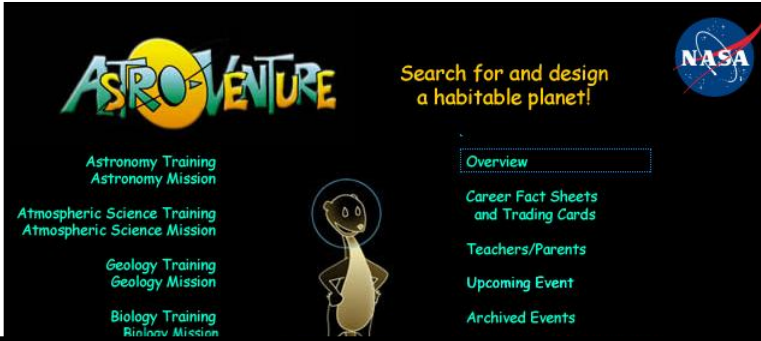 ASTRO-VENTURE
Search for and design
a habitable planet!
NASA
Astronomy Training
Astronomy Mission
Atmospheric Science Training
Atmospheric Science Mission
Geology Training
Geology Mission
Biology Training
Biology Mission
Overview
Career Fact Sheets
and Trading Cards
Teachers/Parents
Upcoming Event
Archived Events